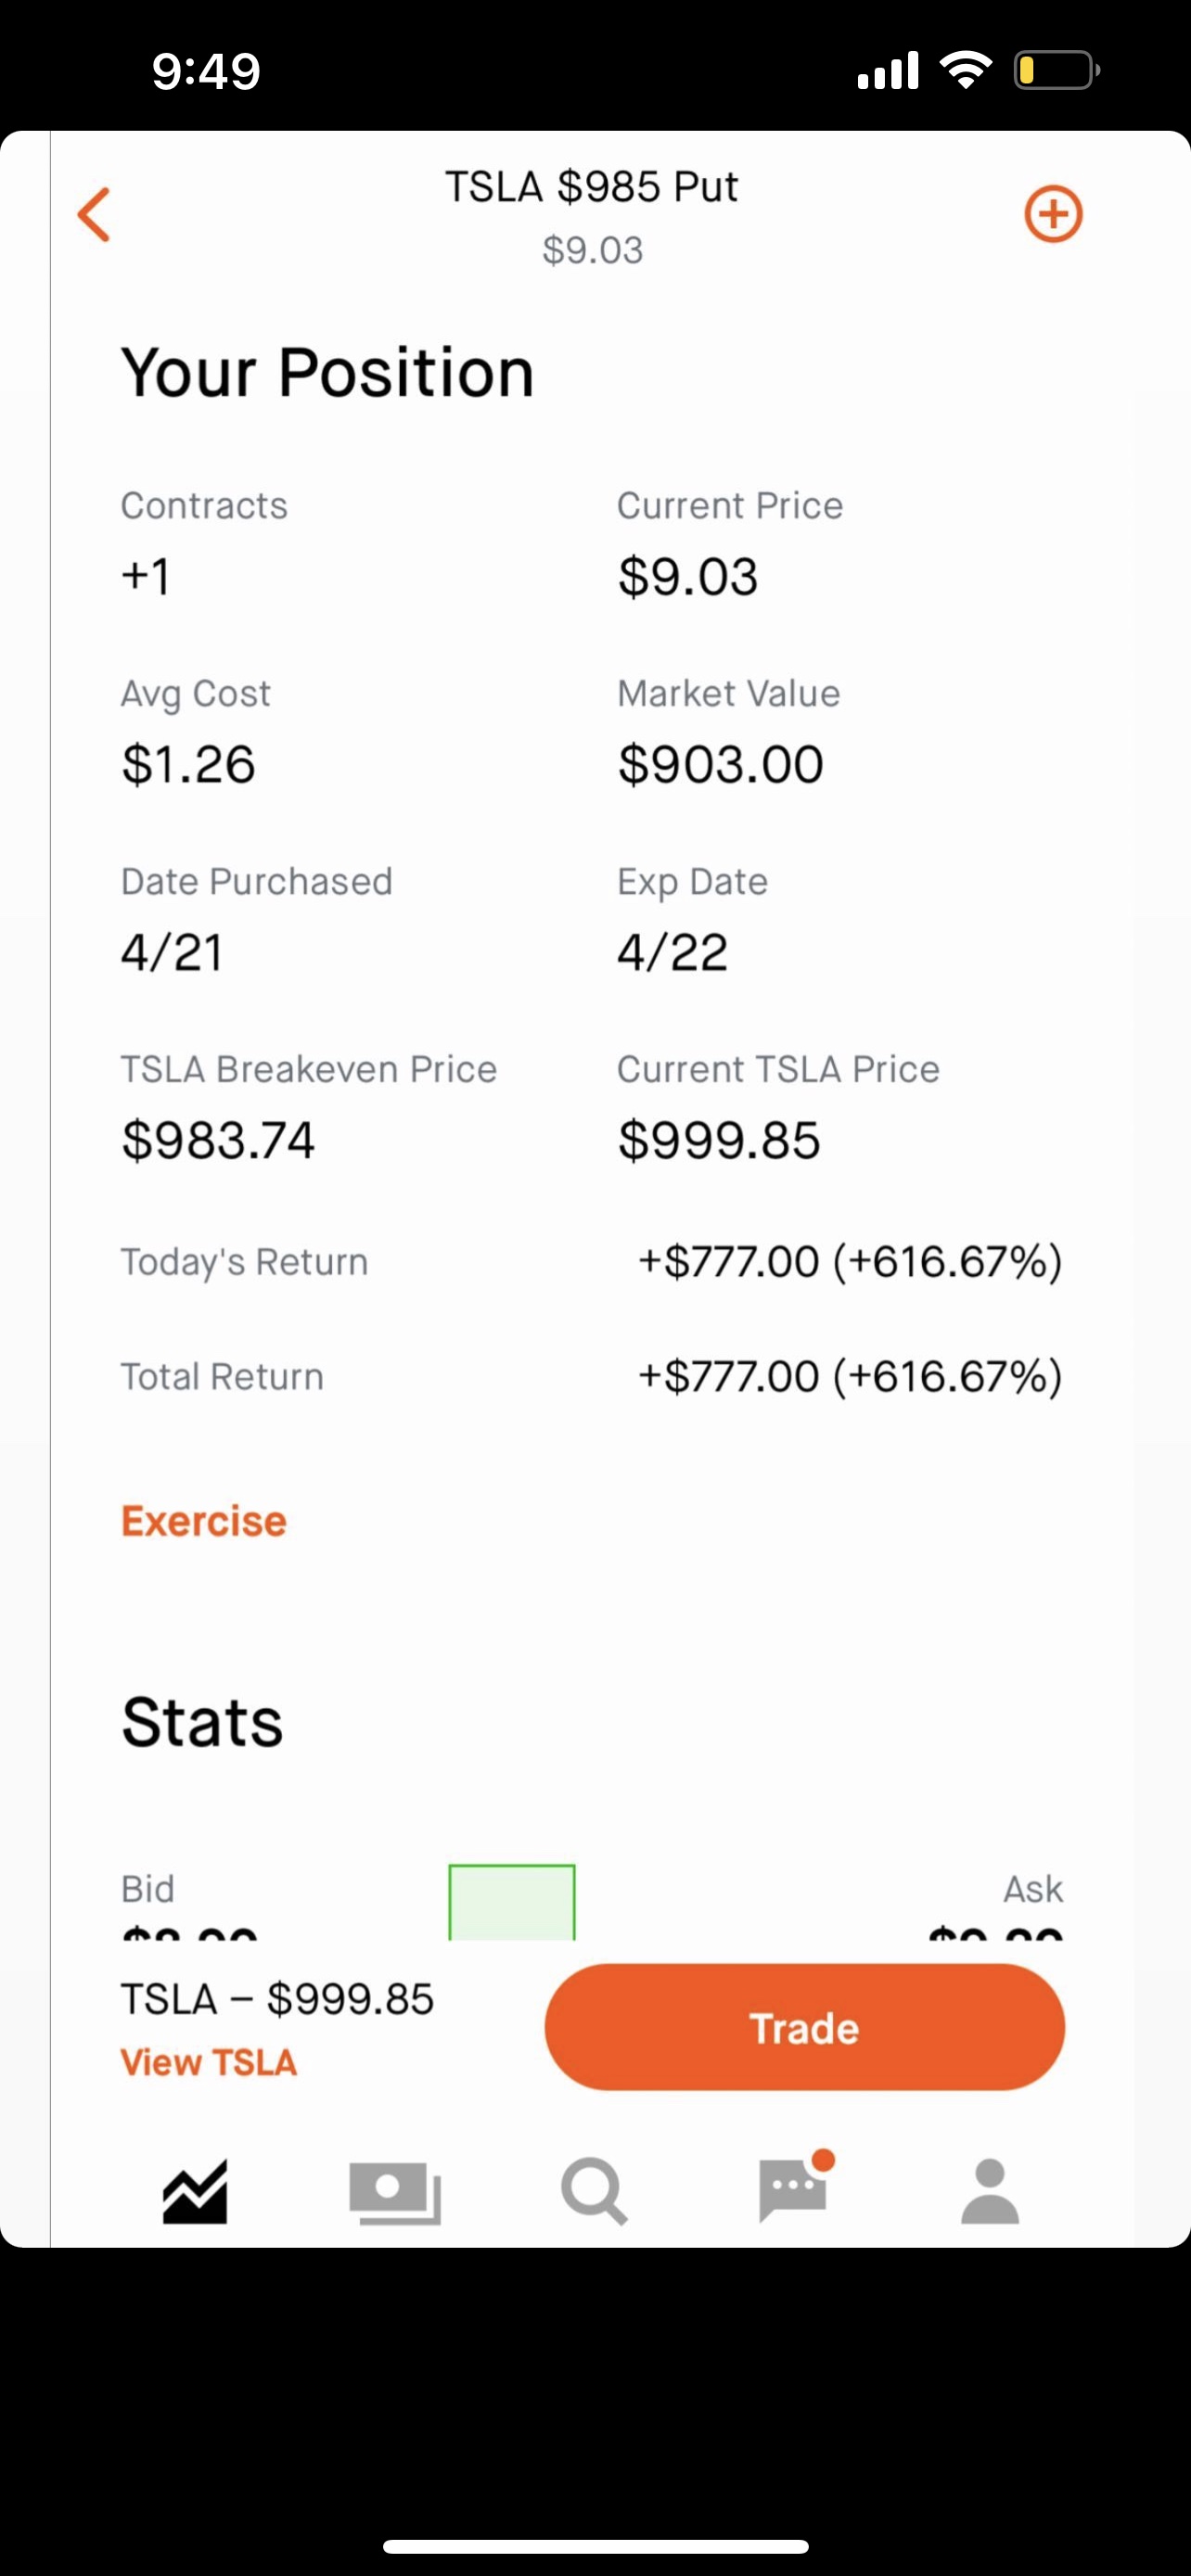 9:49
TSLA $985 Put
$9.03
Your Position
Contracts
Current Price
+1
$9.03
Avg Cost
Market Value
$1.26
$903.00
Date Purchased
Exp Date
4/21
4/22
TSLA Breakeven Price
Current TSLA Price
$983.74
$999.85
Today's Return
+$777.00 (+616.67%)
Total Return
+$777.00 (+616.67%)
Exercise
Stats
Bid
Ask
TSLA – $999.85
View TSLA
Trade